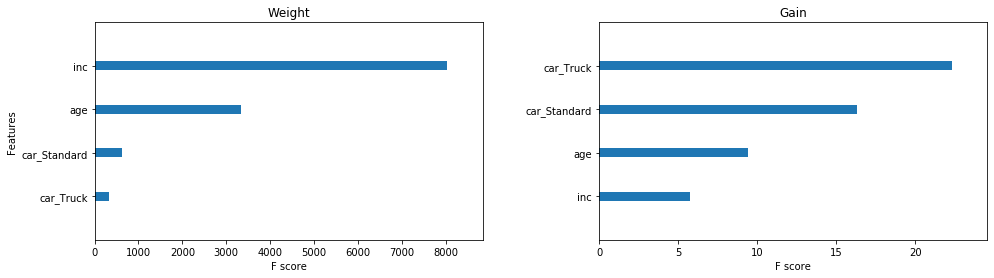 Weight
Features
inc
age
car_Standard
car_Truck
0 1000 2000 3000 4000 5000 6000 7000 8000
F score
Gain
car_Truck
car_Standard
age
inc
0 5 10 15 20
F score